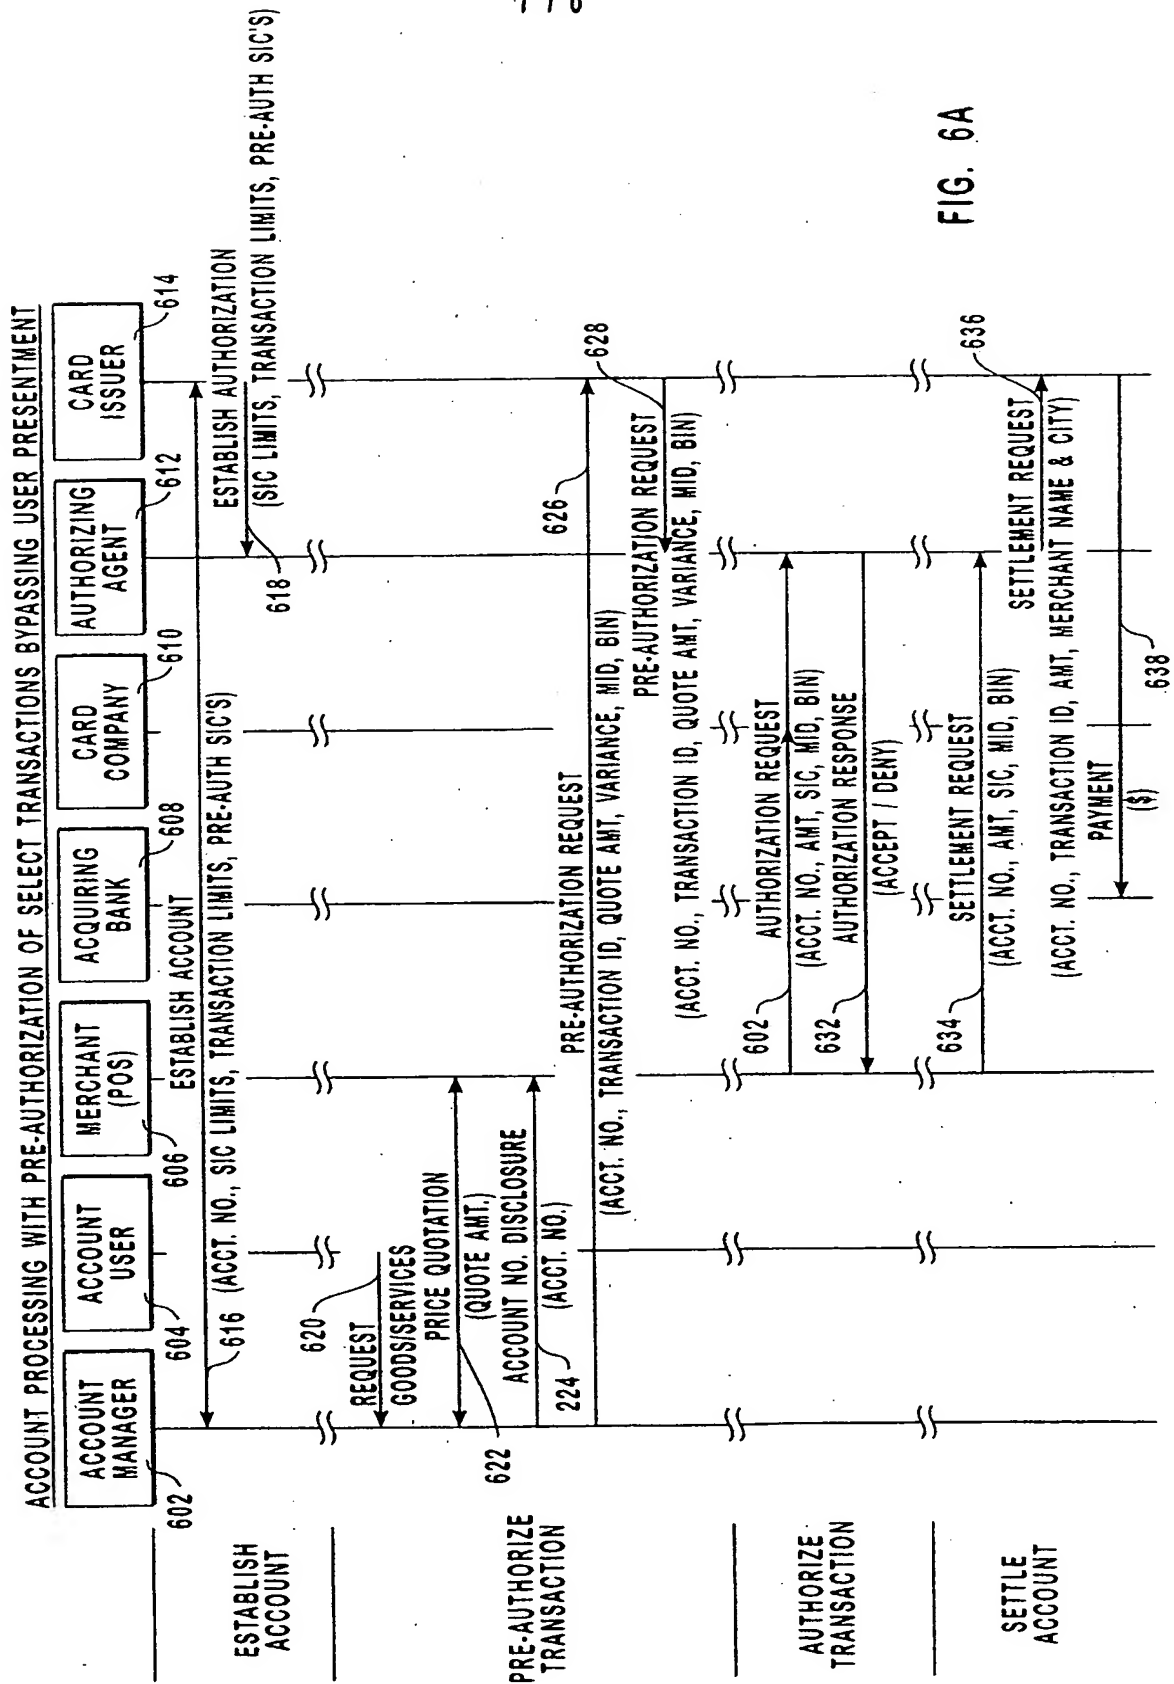 ACCOUNT PROCESSING WITH PRE-AUTHORIZATION OF SELECT TRANSACTIONS BYPASSING USER PRESENTMENT
ACCOUNT
MANAGER
602
ACCOUNT
USER
604
MERCHANT
(POS)
606
ACQUIRING
BANK
608
CARD
COMPANY
610
AUTHORIZING
AGENT
612
CARD
ISSUER
614
ESTABLISH
ACCOUNT
ESTABLISH ACCOUNT
616
(ACCT. NO., SIC LIMITS, TRANSACTION LIMITS, PRE-AUTH SIC'S)
ESTABLISH AUTHORIZATION
(SIC LIMITS, TRANSACTION LIMITS, PRE-AUTH SIC'S)
618
PRE-AUTHORIZE
TRANSACTION
620
REQUEST
GOODS/SERVICES
PRICE QUOTATION
(QUOTE AMT.)
622
ACCOUNT NO. DISCLOSURE
(ACCT. NO.)
224
PRE-AUTHORIZATION REQUEST
626
(ACCT. NO., TRANSACTION ID, QUOTE AMT, VARIANCE, MID, BIN)
628
PRE-AUTHORIZATION REQUEST
(ACCT. NO., TRANSACTION ID, QUOTE AMT, VARIANCE, MID, BIN)
AUTHORIZE
TRANSACTION
602
AUTHORIZATION REQUEST
(ACCT. NO., AMT, SIC, MID, BIN)
632
AUTHORIZATION RESPONSE
(ACCEPT / DENY)
SETTLE
ACCOUNT
634
SETTLEMENT REQUEST
(ACCT. NO., AMT, SIC, MID, BIN)
SETTLEMENT REQUEST
636
(ACCT. NO., TRANSACTION ID, AMT, MERCHANT NAME & CITY)
PAYMENT
($)
638
FIG. 6A